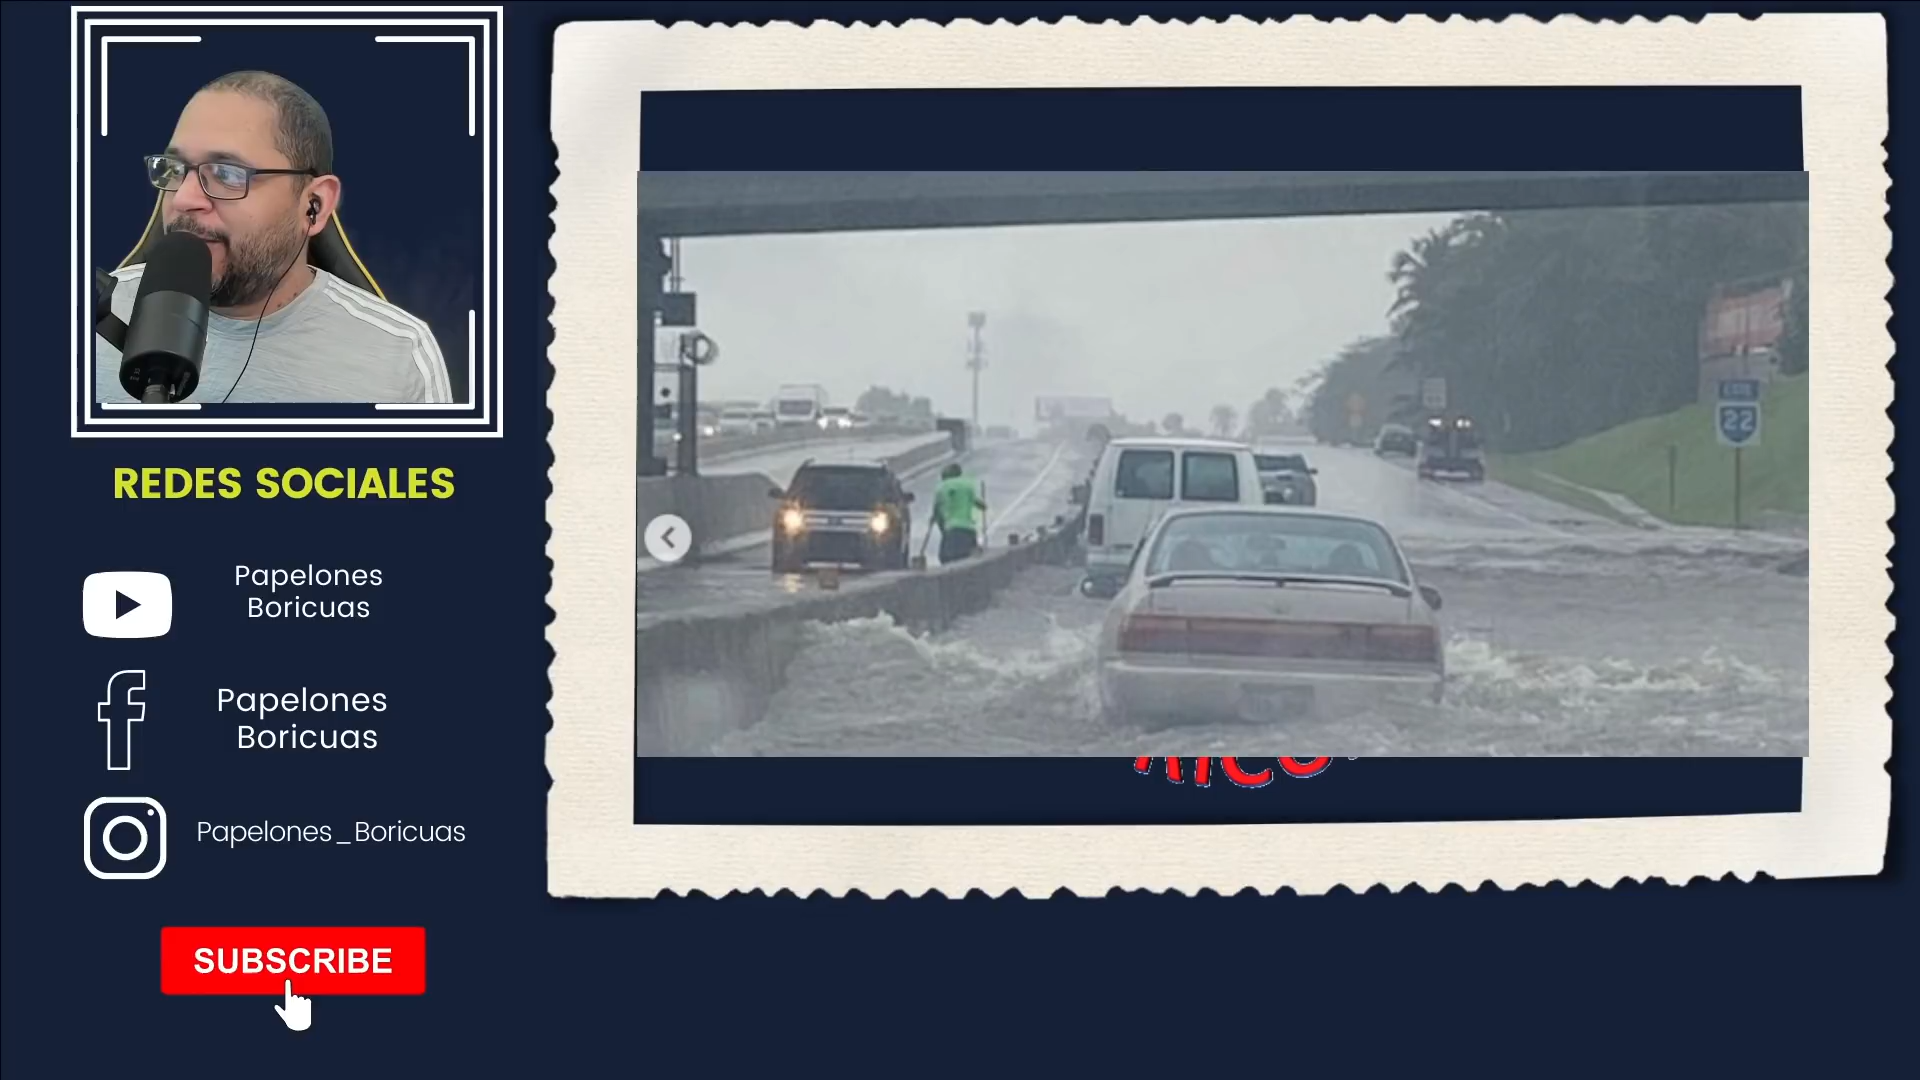 REDES SOCIALES
Papelones
Boricuas
Papelones
Boricuas
Papelones_Boricuas
SUBSCRIBE
22